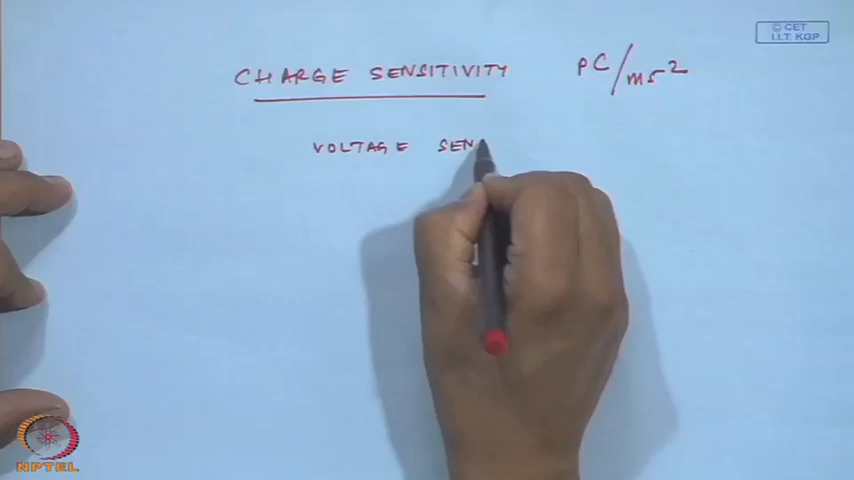 © CET
I.I.T. KGP
CHARGE SENSITIVITY pC/ms2
VOLTAGE SEN
NPTEL